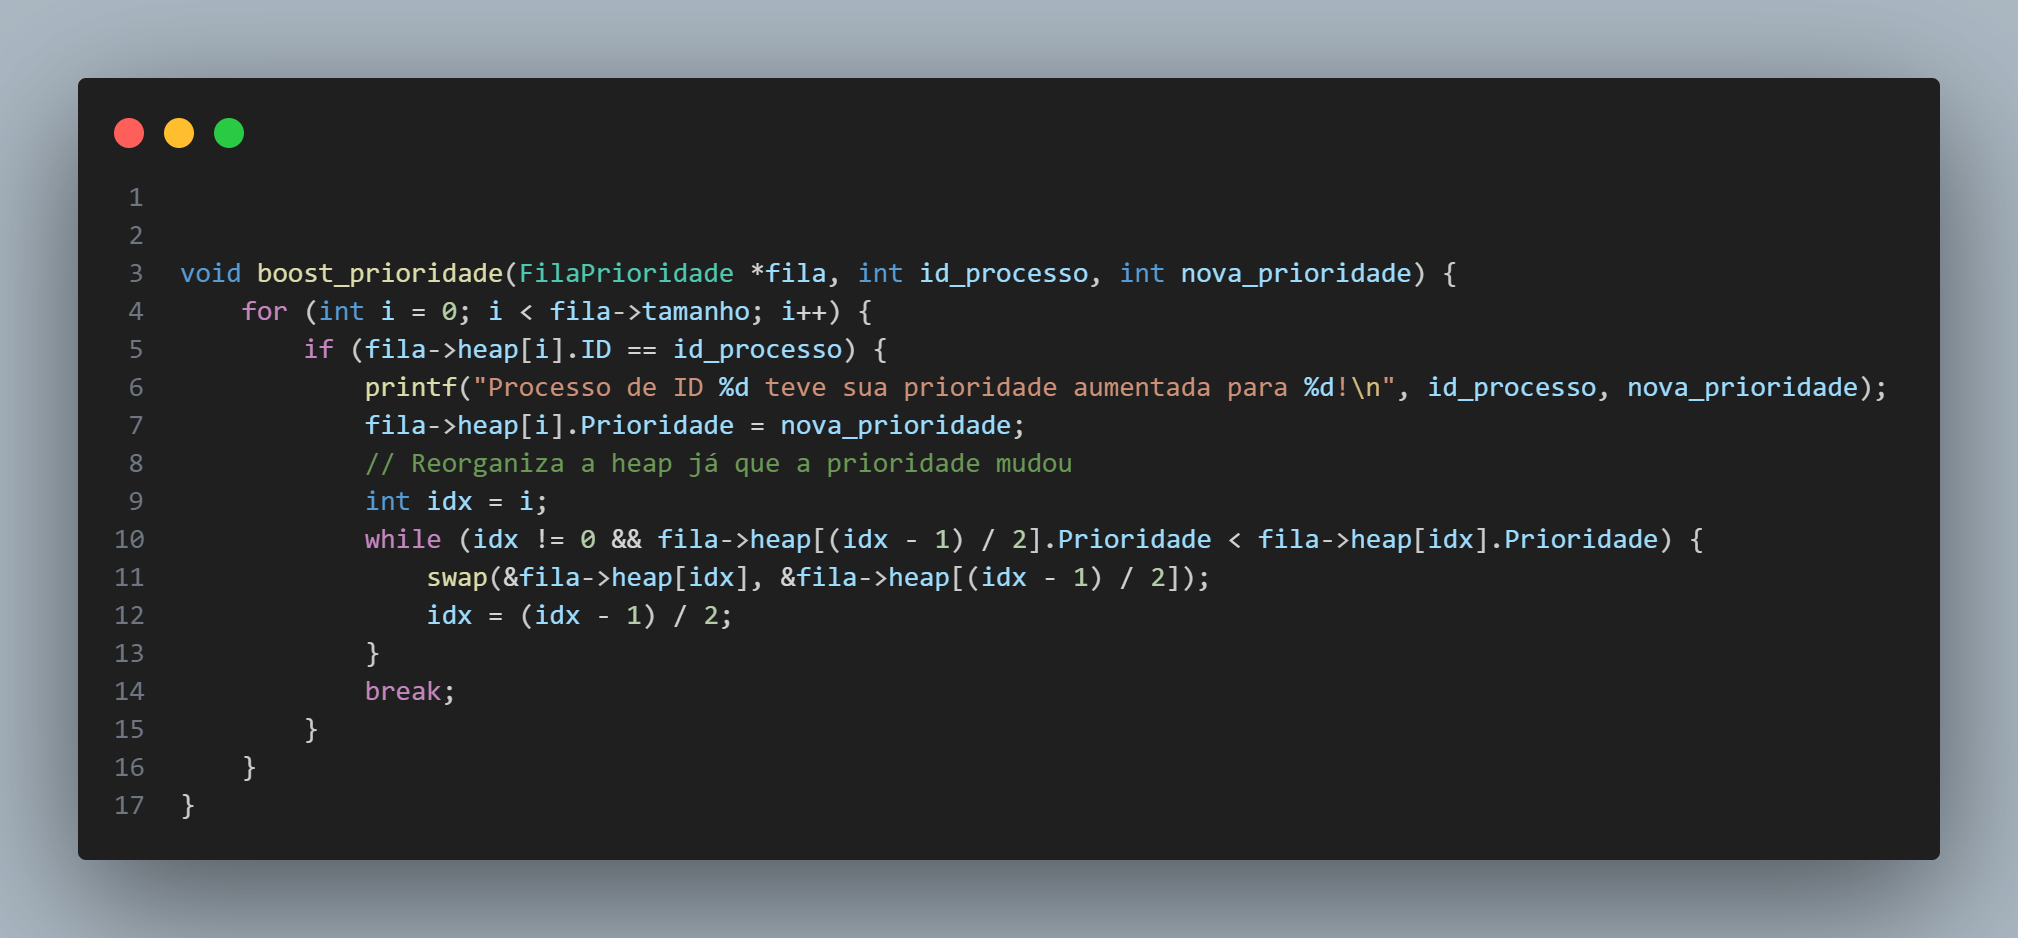 1
2
3 void boost_prioridade(FilaPrioridade *fila, int id_processo, int nova_prioridade) {
4     for (int i = 0; i < fila->tamanho; i++) {
5         if (fila->heap[i].ID == id_processo) {
6             printf("Processo de ID %d teve sua prioridade aumentada para %d!\n", id_processo, nova_prioridade);
7             fila->heap[i].Prioridade = nova_prioridade;
8             // Reorganiza a heap já que a prioridade mudou
9             int idx = i;
10             while (idx != 0 && fila->heap[(idx - 1) / 2].Prioridade < fila->heap[idx].Prioridade) {
11                 swap(&fila->heap[idx], &fila->heap[(idx - 1) / 2]);
12                 idx = (idx - 1) / 2;
13             }
14             break;
15         }
16     }
17 }